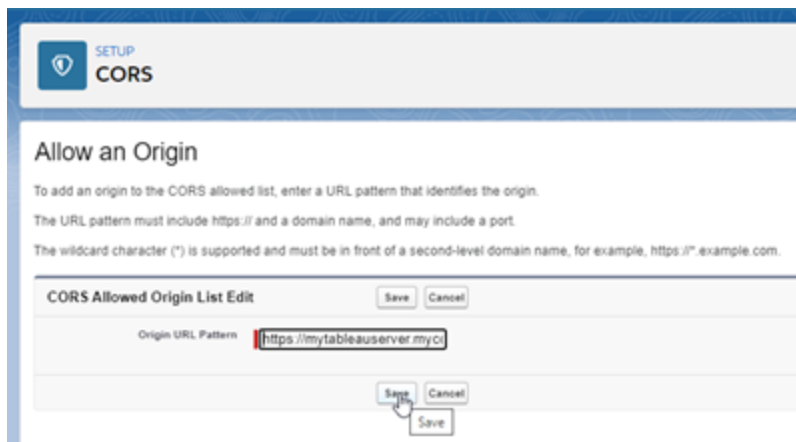 SETUP
CORS
Allow an Origin
To add an origin to the CORS allowed list, enter a URL pattern that identifies the origin.
The URL pattern must include https:// and a domain name, and may include a port.
The wildcard character (*) is supported and must be in front of a second-level domain name, for example, https://*.example.com.
CORS Allowed Origin List Edit Save Cancel
Origin URL Pattern https://mytableauserver.myco
Save Cancel
Save